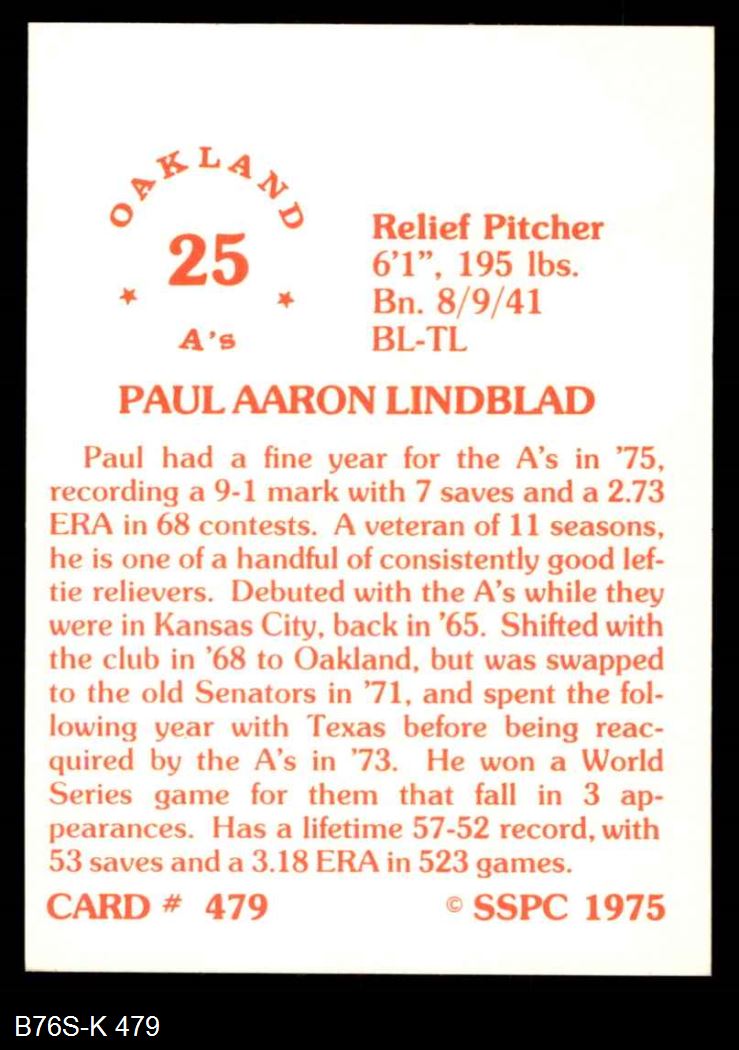 OAKLAND
25
A's
Relief Pitcher
6'1”, 195 lbs.
Bn. 8/9/41
BL-TL
PAUL AARON LINDBLAD
Paul had a fine year for the A's in '75,
recording a 9-1 mark with 7 saves and a 2.73
ERA in 68 contests. A veteran of 11 seasons,
he is one of a handful of consistently good lef-
tie relievers. Debuted with the A's while they
were in Kansas City, back in '65. Shifted with
the club in '68 to Oakland, but was swapped
to the old Senators in '71, and spent the fol-
lowing year with Texas before being reac-
quired by the A's in '73. He won a World
Series game for them that fall in 3 ap-
pearances. Has a lifetime 57-52 record, with
53 saves and a 3.18 ERA in 523 games.
CARD # 479 © SSPC 1975
B76S-K 479